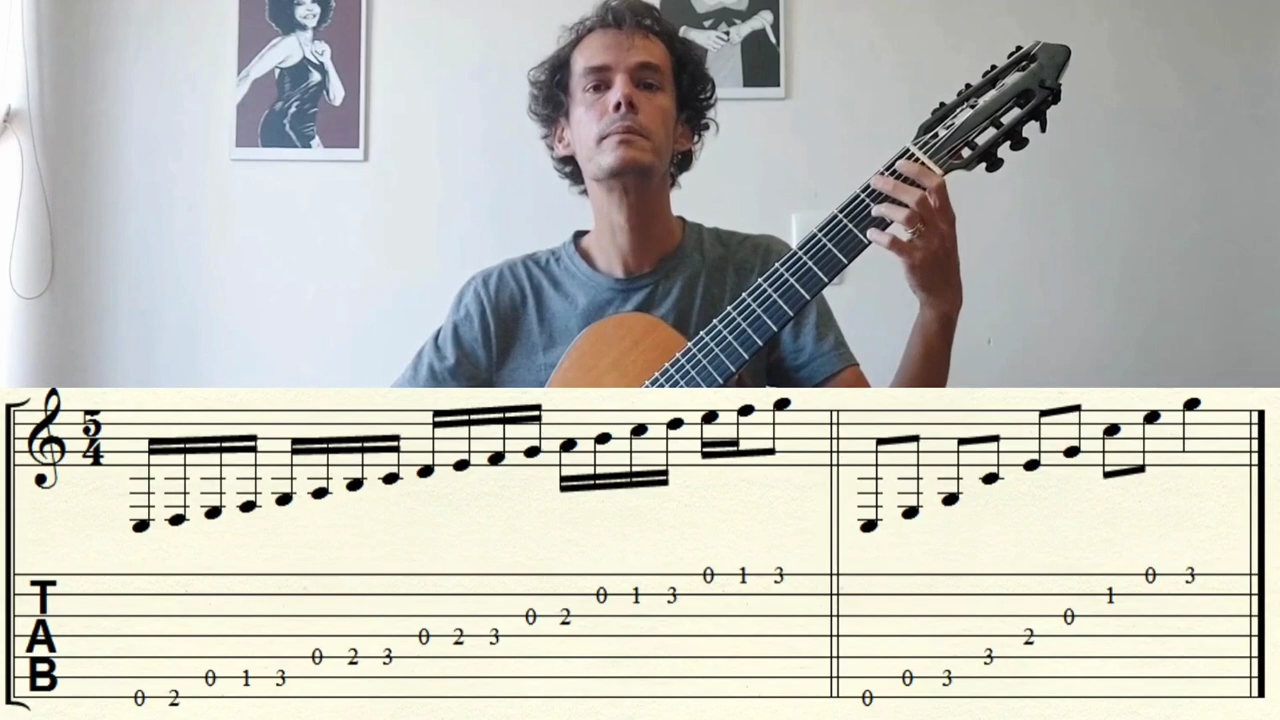 5
4
0 1 3 0 3
T 0 1 3 1
0 2 0
A 0 2 3 2
0 2 3 3
B 0 1 3 0 3
0 2 0